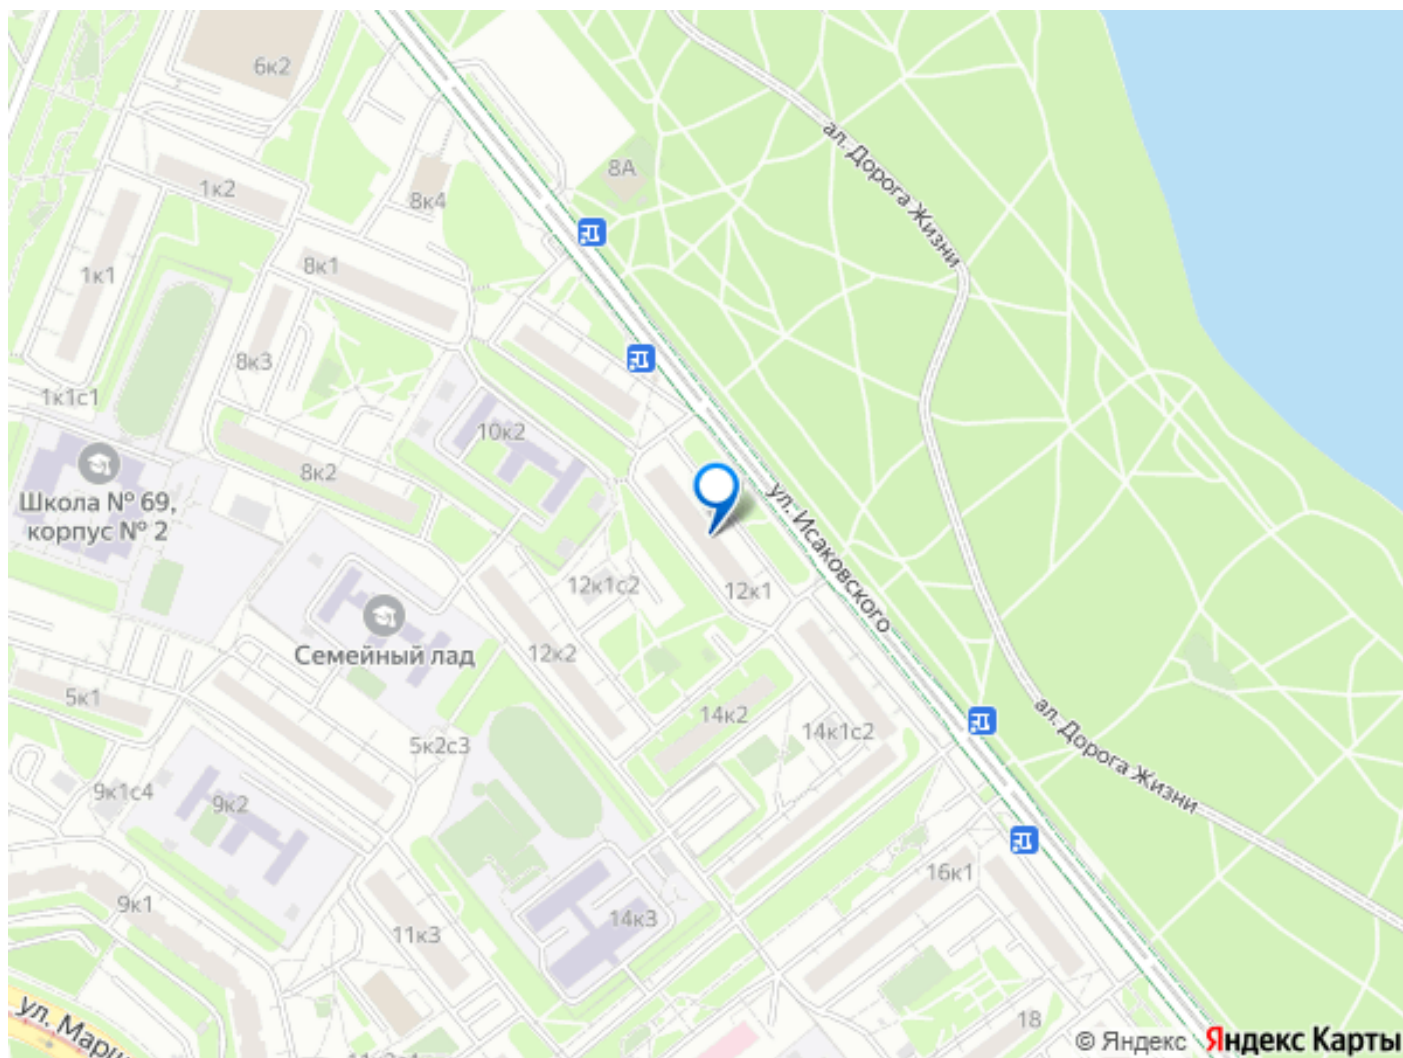 6к2
8А
ал. Дорога Жизни
1к2
8к4
1к1
8к1
8к3
1к1с1
10к2
8к2
Школа № 69,
корпус № 2
ул. Исаковского
12к1с2
12к1
Семейный лад
12к2
5к1
14к2
14к1с2
5к2с3
ал. Дорога Жизни
9к1с4
9к2
16к1
9к1
11к3
14к3
18
ул. Марш
© Яндекс Яндекс Карты